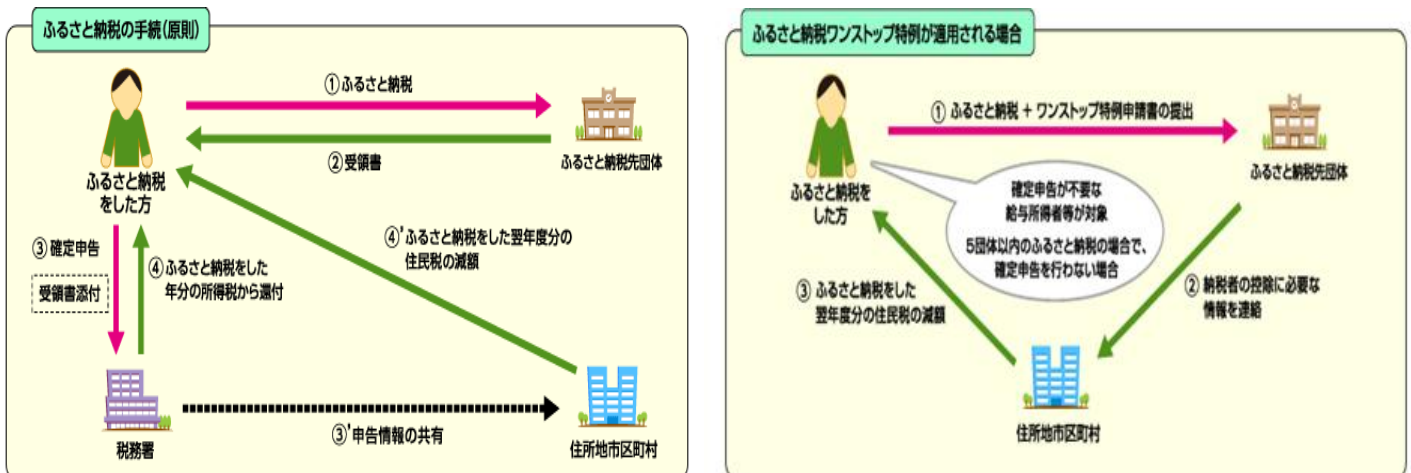 ふるさと納税の手続(原則)
①ふるさと納税
②受領書
ふるさと納税先団体
ふるさと納税
をした方
③確定申告
受領書添付
④ふるさと納税をした
年分の所得税から還付
④'ふるさと納税をした翌年度分の
住民税の減額
税務署
③'申告情報の共有
住所地市区町村
ふるさと納税ワンストップ特例が適用される場合
① ふるさと納税 + ワンストップ特例申請書の提出
ふるさと納税先団体
ふるさと納税を
した方
確定申告が不要な
給与所得者等が対象
5団体以内のふるさと納税の場合で、
確定申告を行わない場合
② 納税者の控除に必要な
情報を連絡
③ ふるさと納税をした
翌年度分の住民税の減額
住所地市区町村